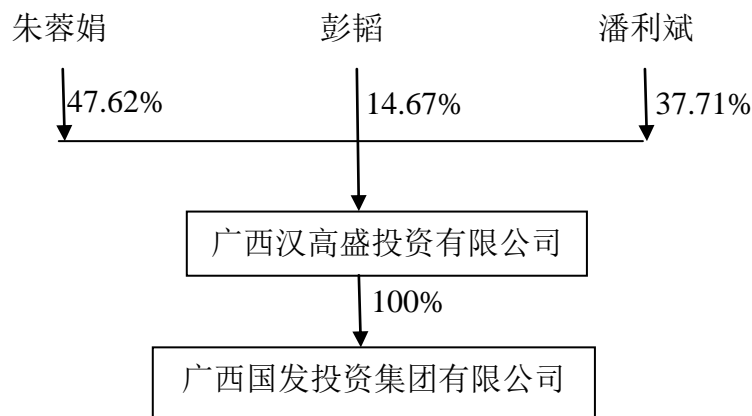 朱蓉娟 彭韬 潘利斌
47.62% 14.67% 37.71%
广西汉高盛投资有限公司
100%
广西国发投资集团有限公司